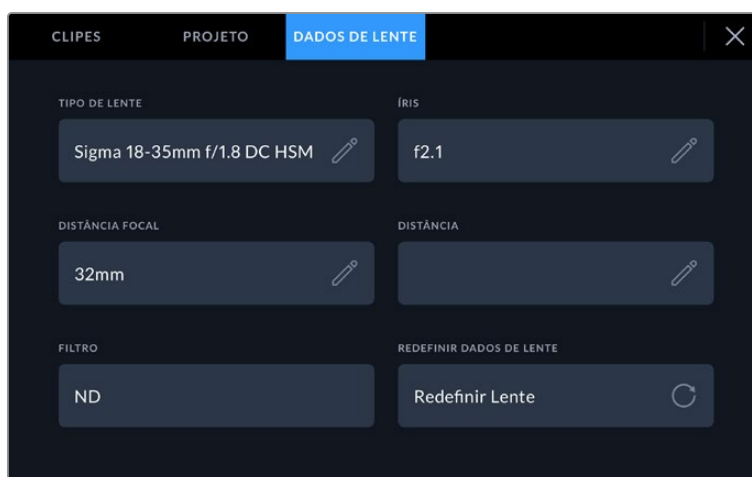 CLIPES PROJETO DADOS DE LENTE
TIPO DE LENTE ÍRIS
Sigma 18-35mm f/1.8 DC HSM f2.1
DISTÂNCIA FOCAL DISTÂNCIA
32mm
FILTRO REDEFINIR DADOS DE LENTE
ND Redefinir Lente